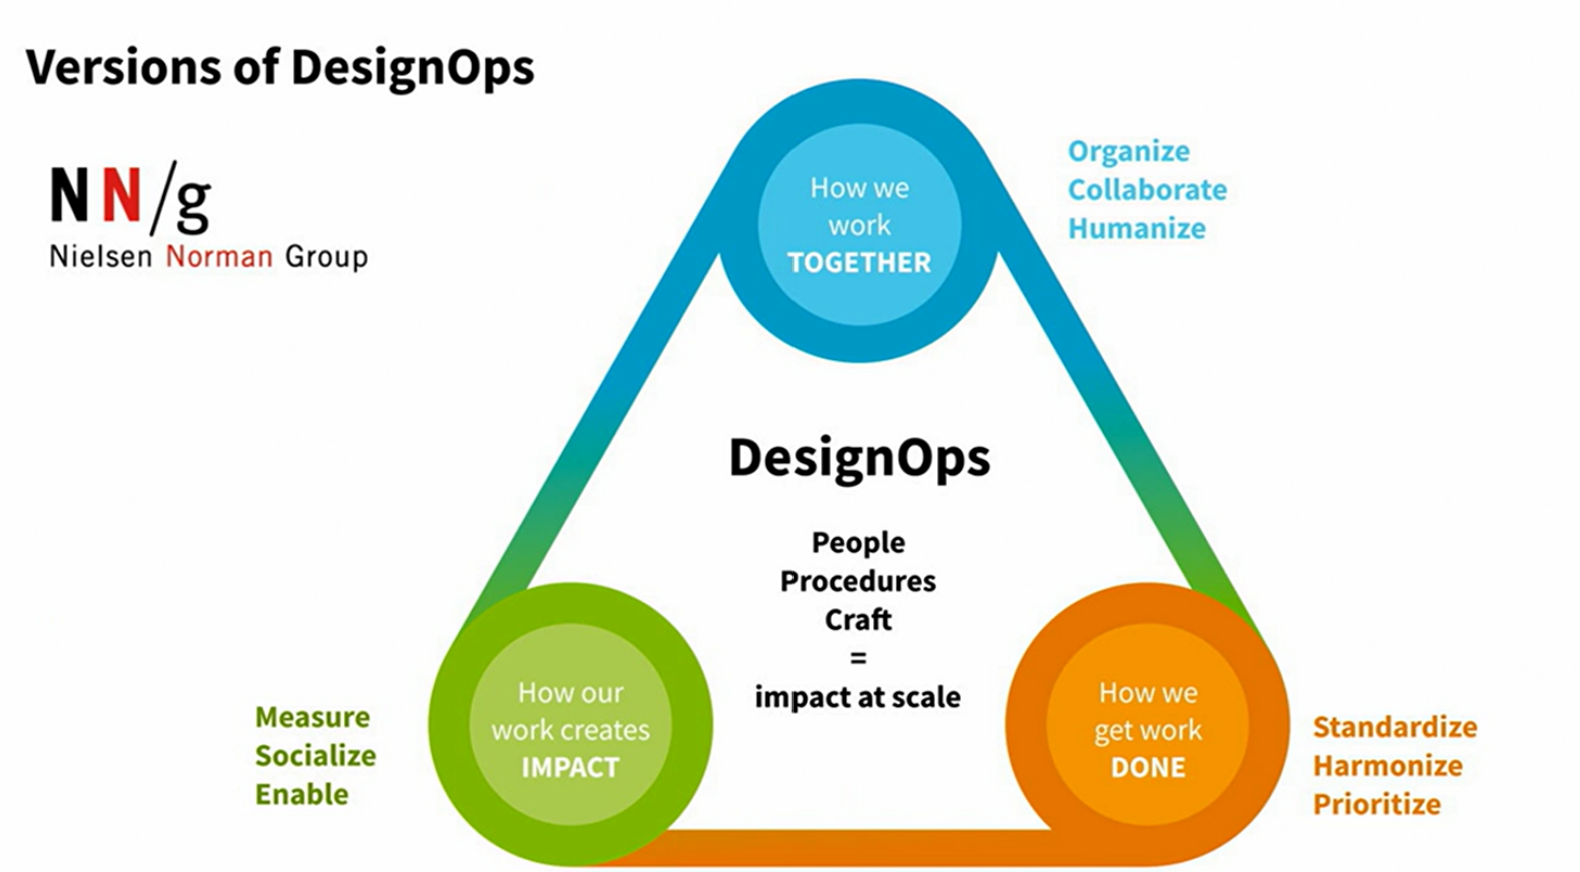 Versions of DesignOps
NN/g
Nielsen Norman Group
How we
work
TOGETHER
Organize
Collaborate
Humanize
DesignOps
People
Procedures
Craft
=
impact at scale
How our
work creates
IMPACT
Measure
Socialize
Enable
How we
get work
DONE
Standardize
Harmonize
Prioritize